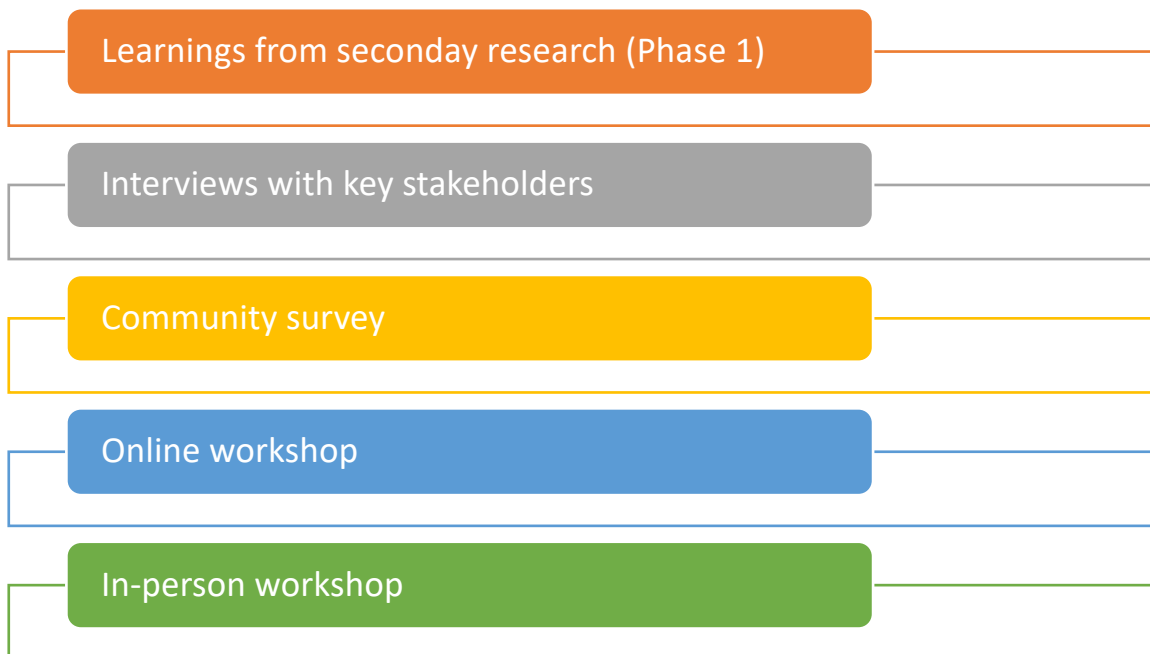 Learnings from seconday research (Phase 1)
Interviews with key stakeholders
Community survey
Online workshop
In-person workshop